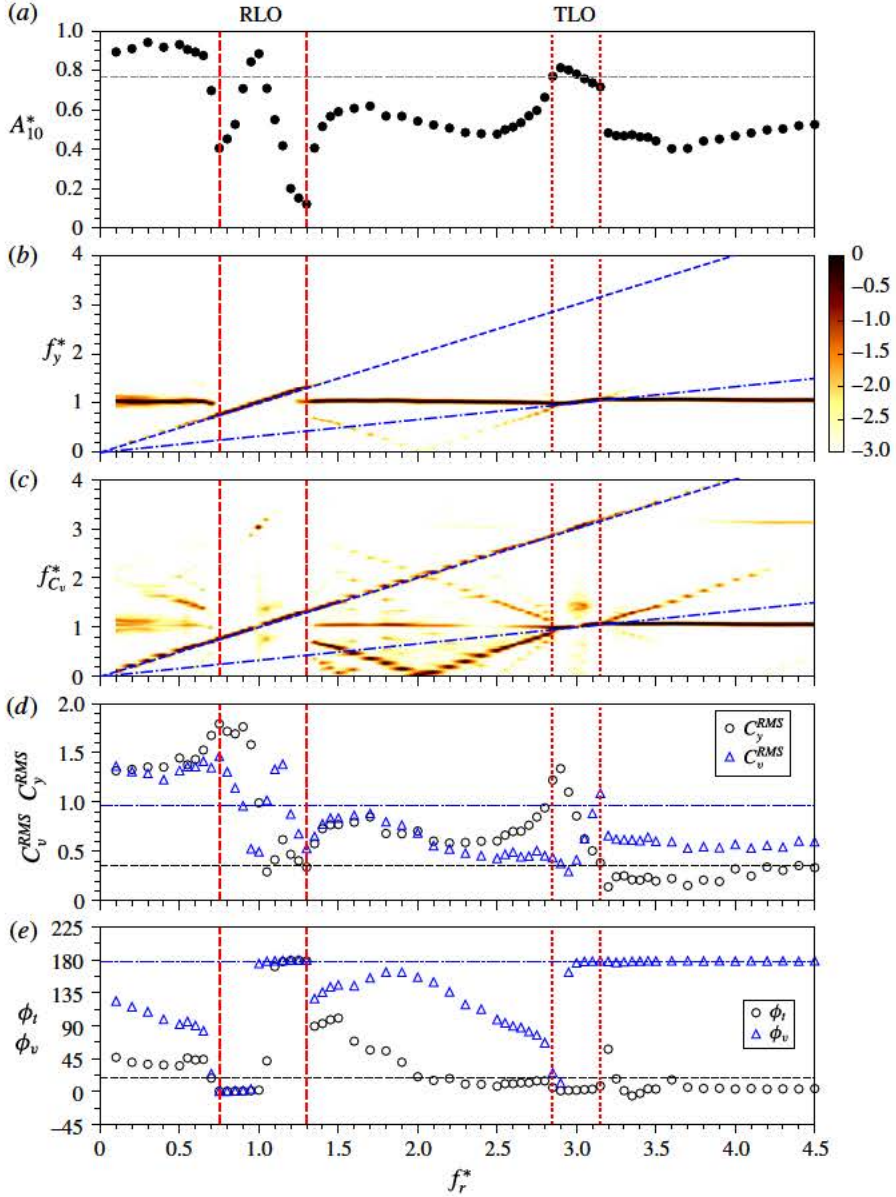 RLO TLO
(a)
1.0
0.8
0.6
A*10
0.4
0.2
0
(b)
4
3
f*y
2
1
0
0
−0.5
−1.0
−1.5
−2.0
−2.5
−3.0
(c)
4
3
f*Cv
2
1
0
(d)
2.0
1.5
CvRMS CyRMS
1.0
0.5
0
CyRMS
CvRMS
(e)
225
180
135
ϕt
90
ϕv
45
0
−45
ϕt
ϕv
0 0.5 1.0 1.5 2.0 2.5 3.0 3.5 4.0 4.5
f*r